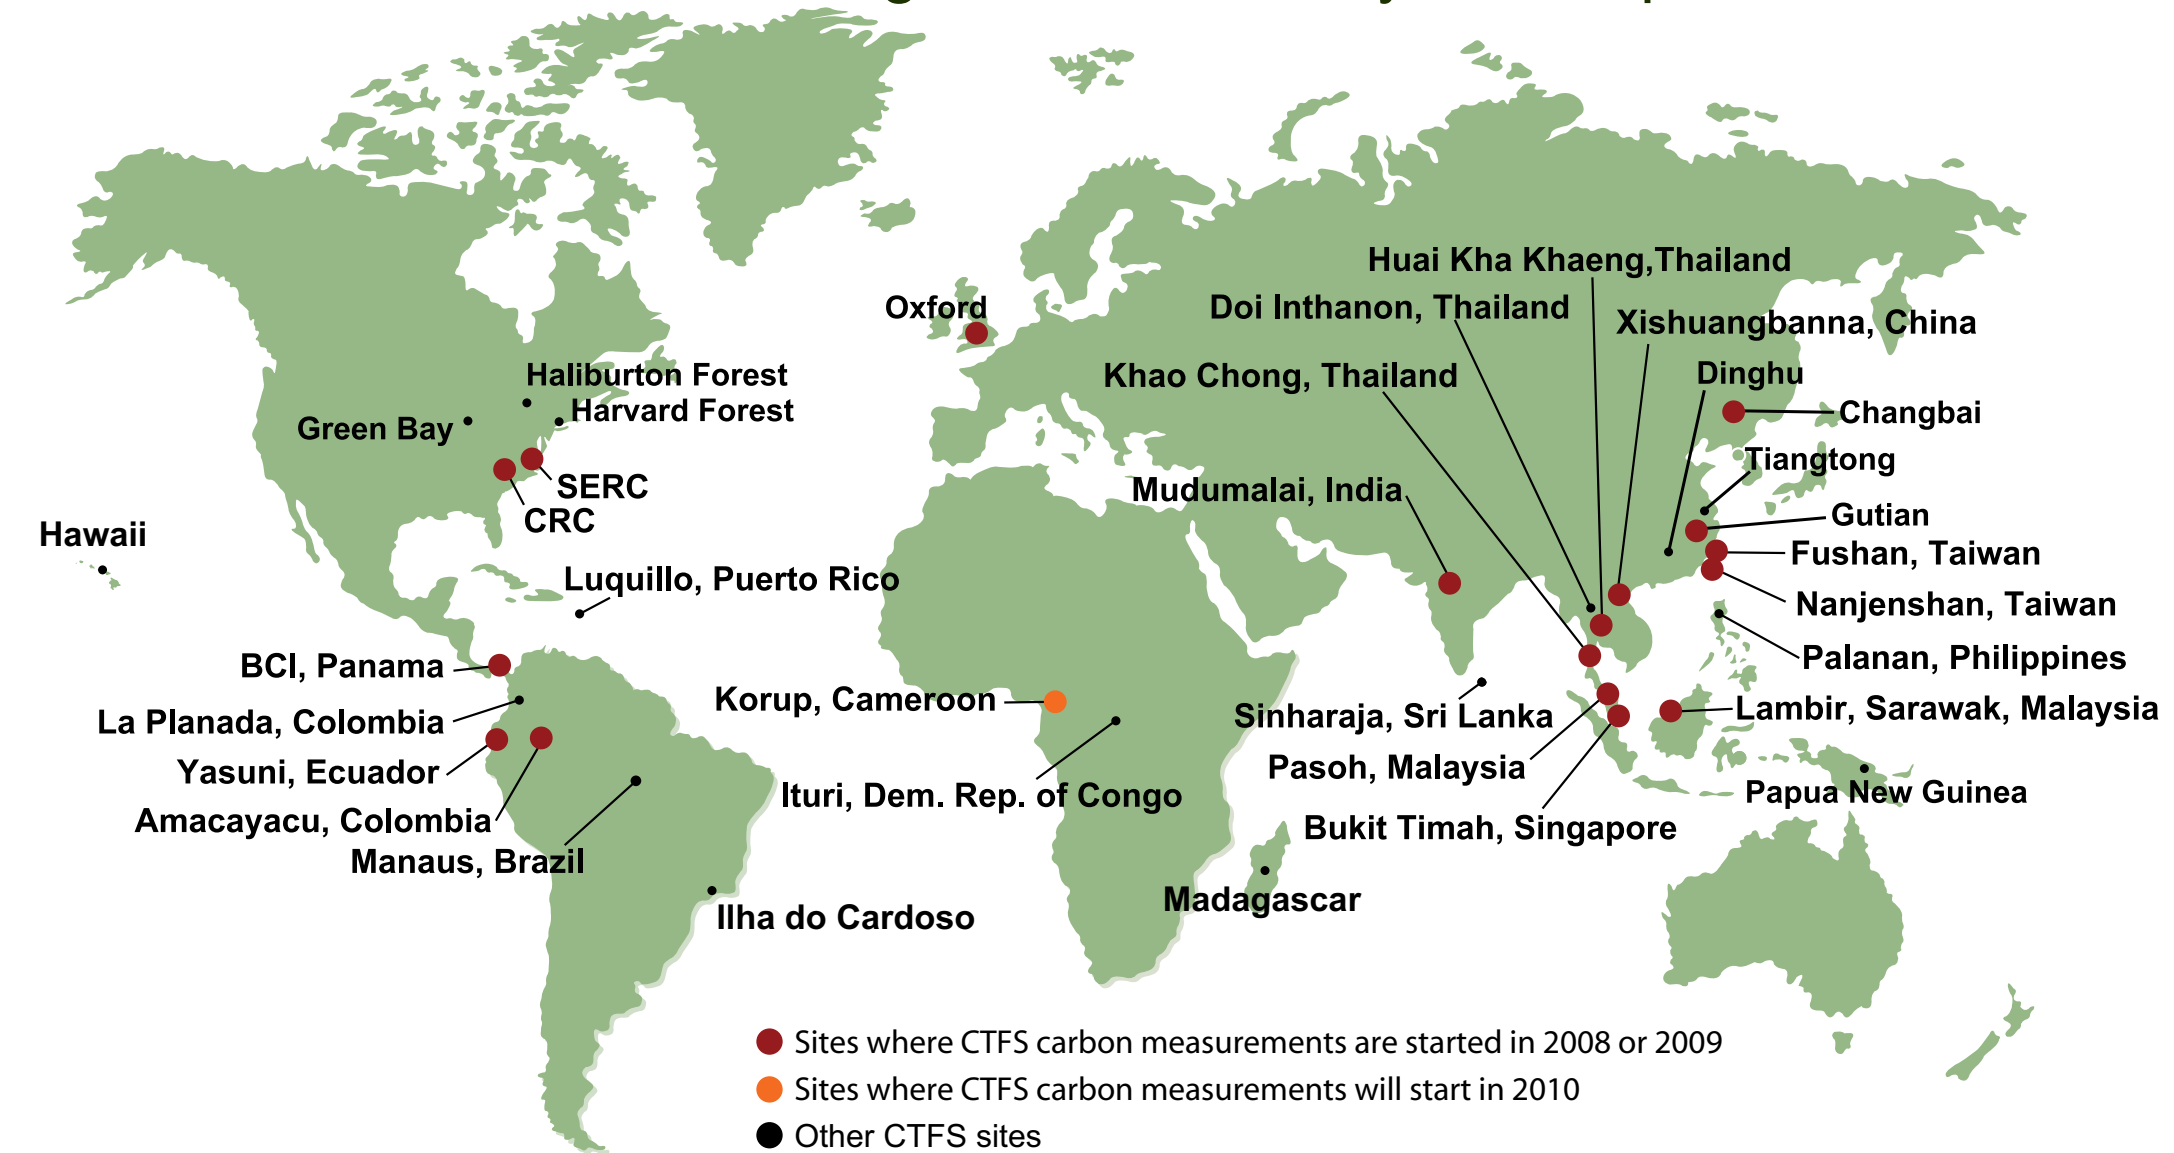 Huai Kha Khaeng,Thailand
Oxford
Doi Inthanon, Thailand
Xishuangbanna, China
Haliburton Forest
Khao Chong, Thailand
Dinghu
Harvard Forest
Changbai
Green Bay
Tiangtong
SERC
Mudumalai, India
CRC
Gutian
Hawaii
Fushan, Taiwan
Luquillo, Puerto Rico
Nanjenshan, Taiwan
BCI, Panama
Palanan, Philippines
Korup, Cameroon
La Planada, Colombia
Sinharaja, Sri Lanka
Lambir, Sarawak, Malaysia
Yasuni, Ecuador
Pasoh, Malaysia
Ituri, Dem. Rep. of Congo
Papua New Guinea
Amacayacu, Colombia
Bukit Timah, Singapore
Manaus, Brazil
Madagascar
Ilha do Cardoso
Sites where CTFS carbon measurements are started in 2008 or 2009
Sites where CTFS carbon measurements will start in 2010
Other CTFS sites